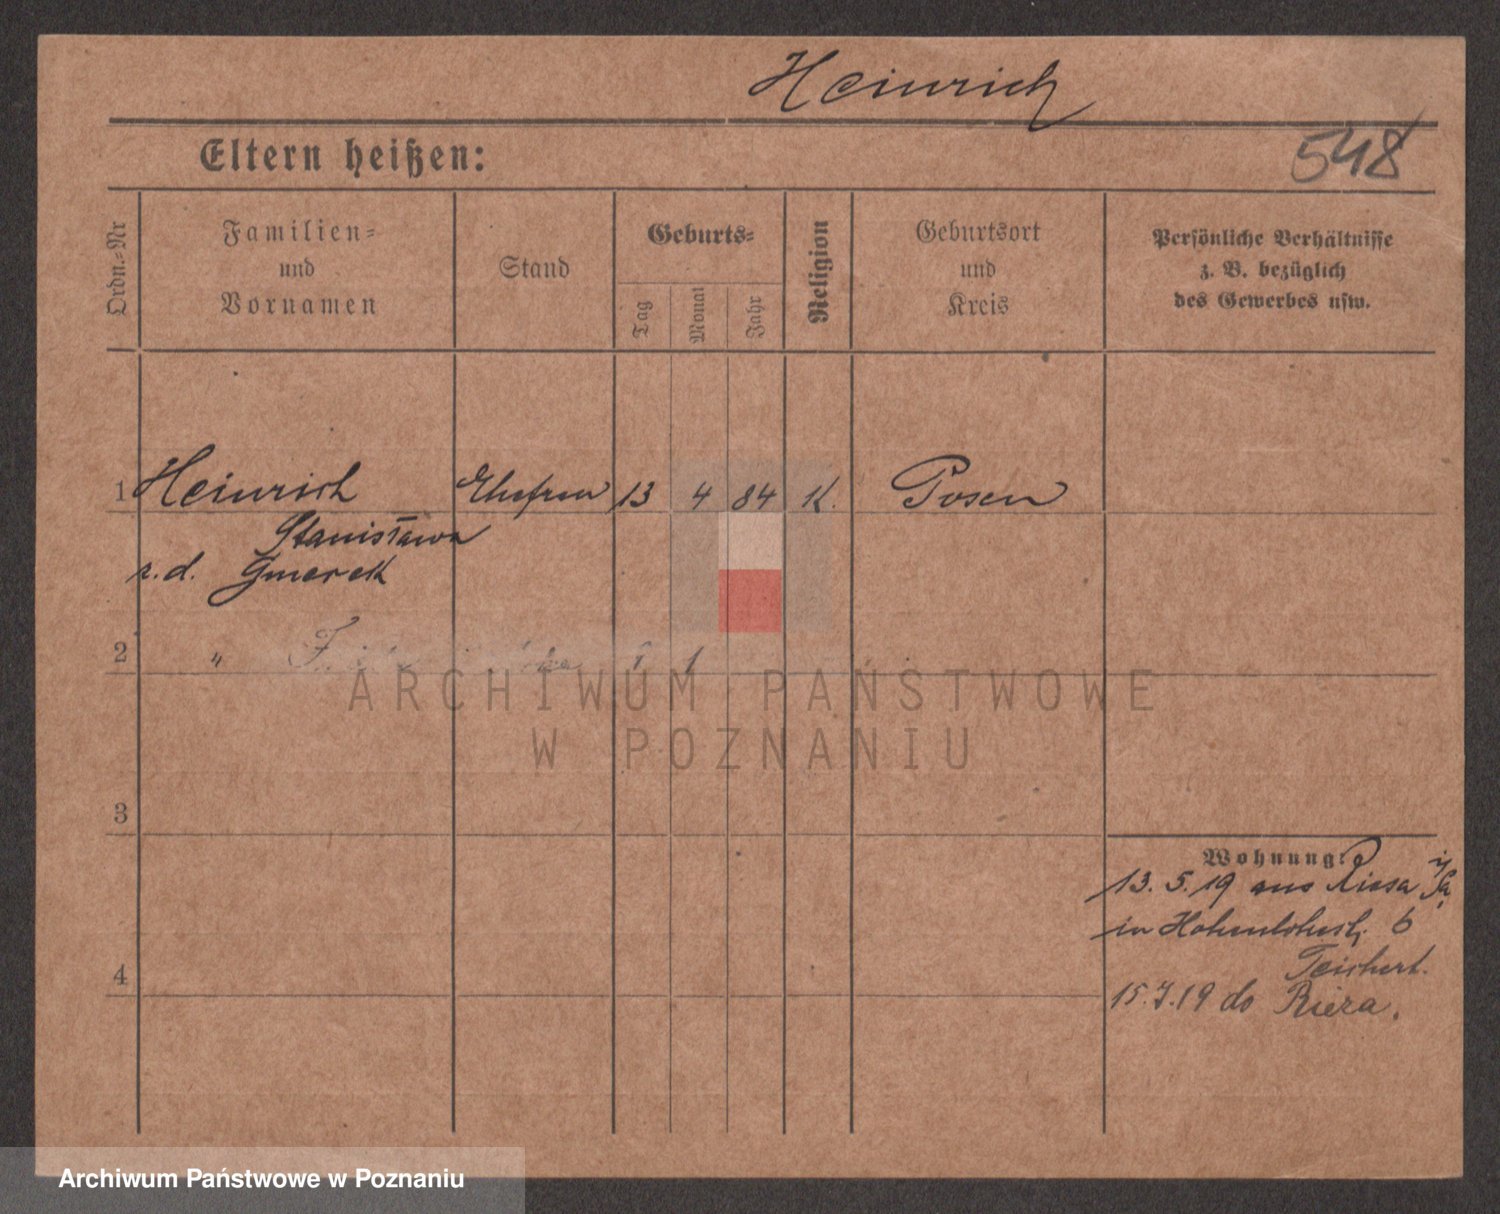 Heinrich
548
Eltern heißen:
Ordn.-Nr
Familien-
und
Vornamen
Stand
Geburts-
Tag
Monat
Jahr
Religion
Geburtsort
und
Kreis
Persönliche Verhältnisse
z. B. bezüglich
des Gewerbes usw.
1 Heinrich Ehefrau 13 4 84 K. Posen
Stanisława
z. d. Gmerek
2 "
ARCHIWUM PAŃSTWOWE
W POZNANIU
3
Wohnung:
13. 5. 19 aus Riesa i/Sa.
in Hohenlohestr. 6
Teichert.
4
15.7.19 do Riesa.
Archiwum Państwowe w Poznaniu